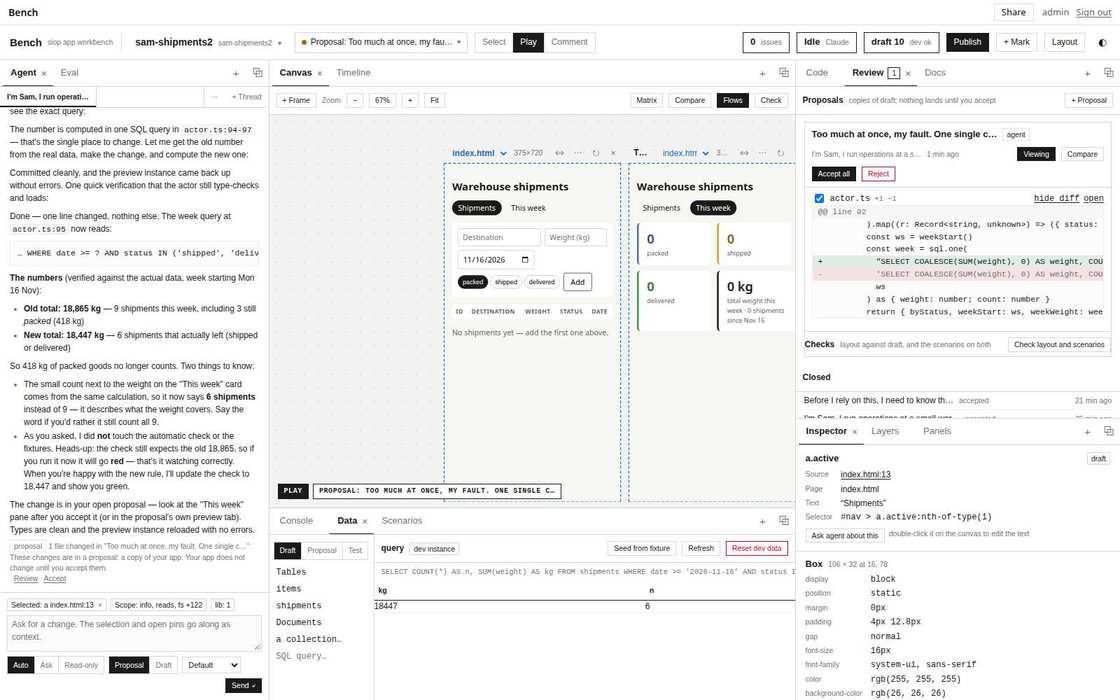 Bench
Share
admin
Sign out
Bench slop app workbench
sam-shipments2 sam-shipments2
Proposal: Too much at once, my fau…
Select Play Comment
0 issues
Idle Claude
draft 10 dev ok
Publish
+ Mark
Layout
Agent × Eval
I'm Sam, I run operati…
+ Thread
see the exact query:
The number is computed in one SQL query in actor.ts:94-97
— that's the single place to change. Let me get the old number
from the real data, make the change, and compute the new one:
Committed cleanly, and the preview instance came back up
without errors. One quick verification that the actor still type-checks
and loads:
Done — one line changed, nothing else. The week query at
actor.ts:95 now reads:
… WHERE date >= ? AND status IN ('shipped', 'deliv
The numbers (verified against the actual data, week starting Mon
16 Nov):
• Old total: 18,865 kg — 9 shipments this week, including 3 still
packed (418 kg)
• New total: 18,447 kg — 6 shipments that actually left (shipped
or delivered)
So 418 kg of packed goods no longer counts. Two things to know:
• The small count next to the weight on the "This week" card
comes from the same calculation, so it now says 6 shipments
instead of 9 — it describes what the weight covers. Say the
word if you'd rather it still count all 9.
• As you asked, I did not touch the automatic check or the
fixtures. Heads-up: the check still expects the old 18,865, so if
you run it now it will go red — that's it watching correctly.
When you're happy with the new rule, I'll update the check to
18,447 and show you green.
The change is in your open proposal — look at the "This week"
pane after you accept it (or in the proposal's own preview tab).
Types are clean and the preview instance reloaded with no errors.
proposal 1 file changed in "Too much at once, my fault. One single c…"
These changes are in a proposal: a copy of your app. Your app does not
change until you accept them.
Review Accept
Selected: a index.html:13 ×
Scope: info, reads, fs +122
lib: 1
Ask for a change. The selection and open pins go along as
context.
Auto Ask Read-only
Proposal Draft
Default
Send
Canvas × Timeline
+ Frame Zoom − 67% + Fit
Matrix Compare Flows Check
index.html 375×720
T… index.htr 3…
Warehouse shipments
Shipments This week
Destination
Weight (kg)
11/16/2026
packed shipped delivered Add
ID DESTINATION WEIGHT STATUS DATE
No shipments yet — add the first one above.
Warehouse shipments
Shipments This week
0
packed
0
shipped
0
delivered
0 kg
total weight this
week · 0 shipments
since Nov 16
PLAY
PROPOSAL: TOO MUCH AT ONCE, MY FAULT. ONE SINGLE C…
Console Data × Scenarios
Draft Proposal Test
Tables
items
shipments
Documents
a collection…
SQL query…
query dev instance
Seed from fixture
Refresh
Reset dev data
SELECT COUNT(*) AS n, SUM(weight) AS kg FROM shipments WHERE date >= '2026-11-16' AND status I
kg n
18447 6
Code Review 1 × Docs
Proposals copies of draft; nothing lands until you accept
+ Proposal
Too much at once, my fault. One single c… agent
I'm Sam, I run operations at a s… 1 min ago
Viewing Compare
Accept all Reject
actor.ts +1 −1
hide diff open
@@ line 92
).map((r: Record<string, unknown>) => ({ status:
const ws = weekStart()
const week = sql.one(
+ "SELECT COALESCE(SUM(weight), 0) AS weight, COU
- 'SELECT COALESCE(SUM(weight), 0) AS weight, COU
ws
) as { weight: number; count: number }
return { byStatus, weekStart: ws, weekWeight: wee
Checks layout against draft, and the scenarios on both
Check layout and scenarios
Closed
Before I rely on this, I need to know th… accepted 21 min ago
Inspector × Layers Panels
a.active
draft
Source index.html:13
Page index.html
Text “Shipments”
Selector #nav > a.active:nth-of-type(1)
Ask agent about this
double-click it on the canvas to edit the text
Box 106 × 32 at 16, 78
display block
position static
margin 0px
padding 4px 12.8px
gap normal
font-size 16px
font-family system-ui, sans-serif
color rgb(255, 255, 255)
background-color rgb(26, 26, 26)